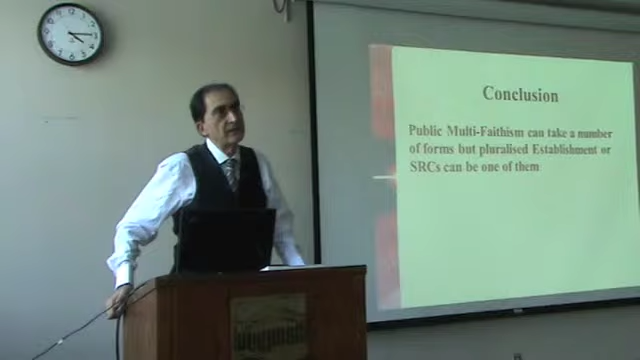 Conclusion
Public Multi-Faithism can take a number
of forms but pluralised Establishment or
SRCs can be one of them